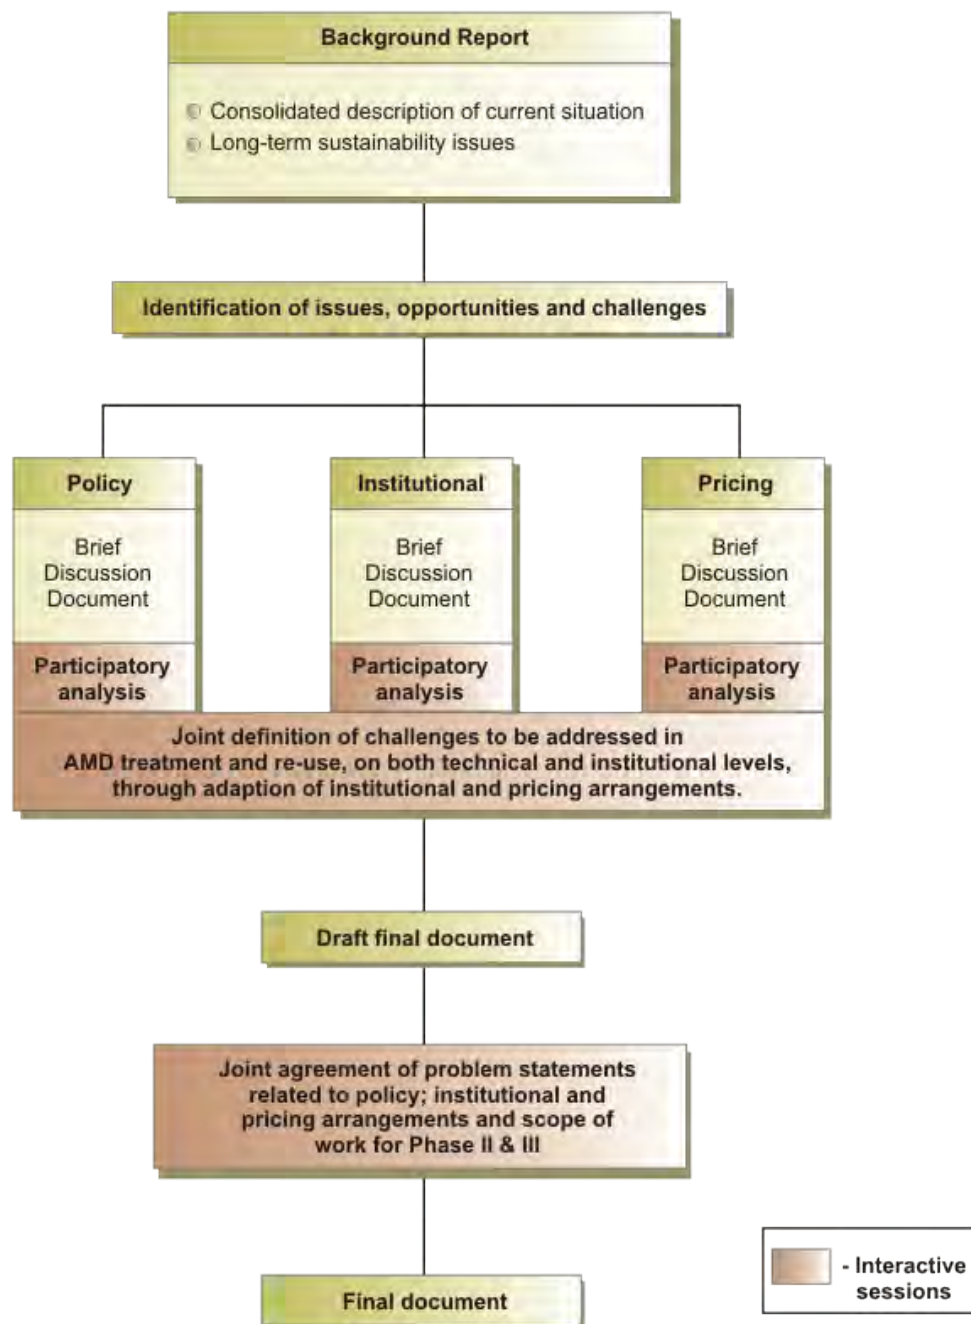 Background Report
Consolidated description of current situation
Long-term sustainability issues
Identification of issues, opportunities and challenges
Policy
Brief
Discussion
Document
Participatory
analysis
Institutional
Brief
Discussion
Document
Participatory
analysis
Pricing
Brief
Discussion
Document
Participatory
analysis
Joint definition of challenges to be addressed in
AMD treatment and re-use, on both technical and institutional levels,
through adaption of institutional and pricing arrangements.
Draft final document
Joint agreement of problem statements
related to policy; institutional and
pricing arrangements and scope of
work for Phase II & III
Final document
- Interactive
sessions